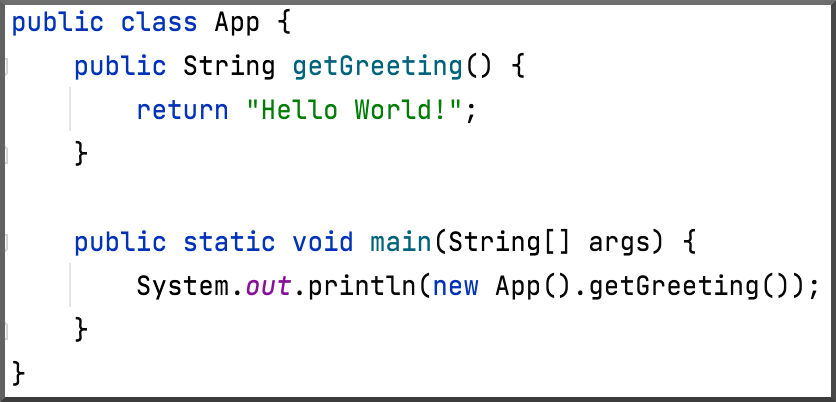 public class App {
    public String getGreeting() {
        return "Hello World!";
    }

    public static void main(String[] args) {
        System.out.println(new App().getGreeting());
    }
}